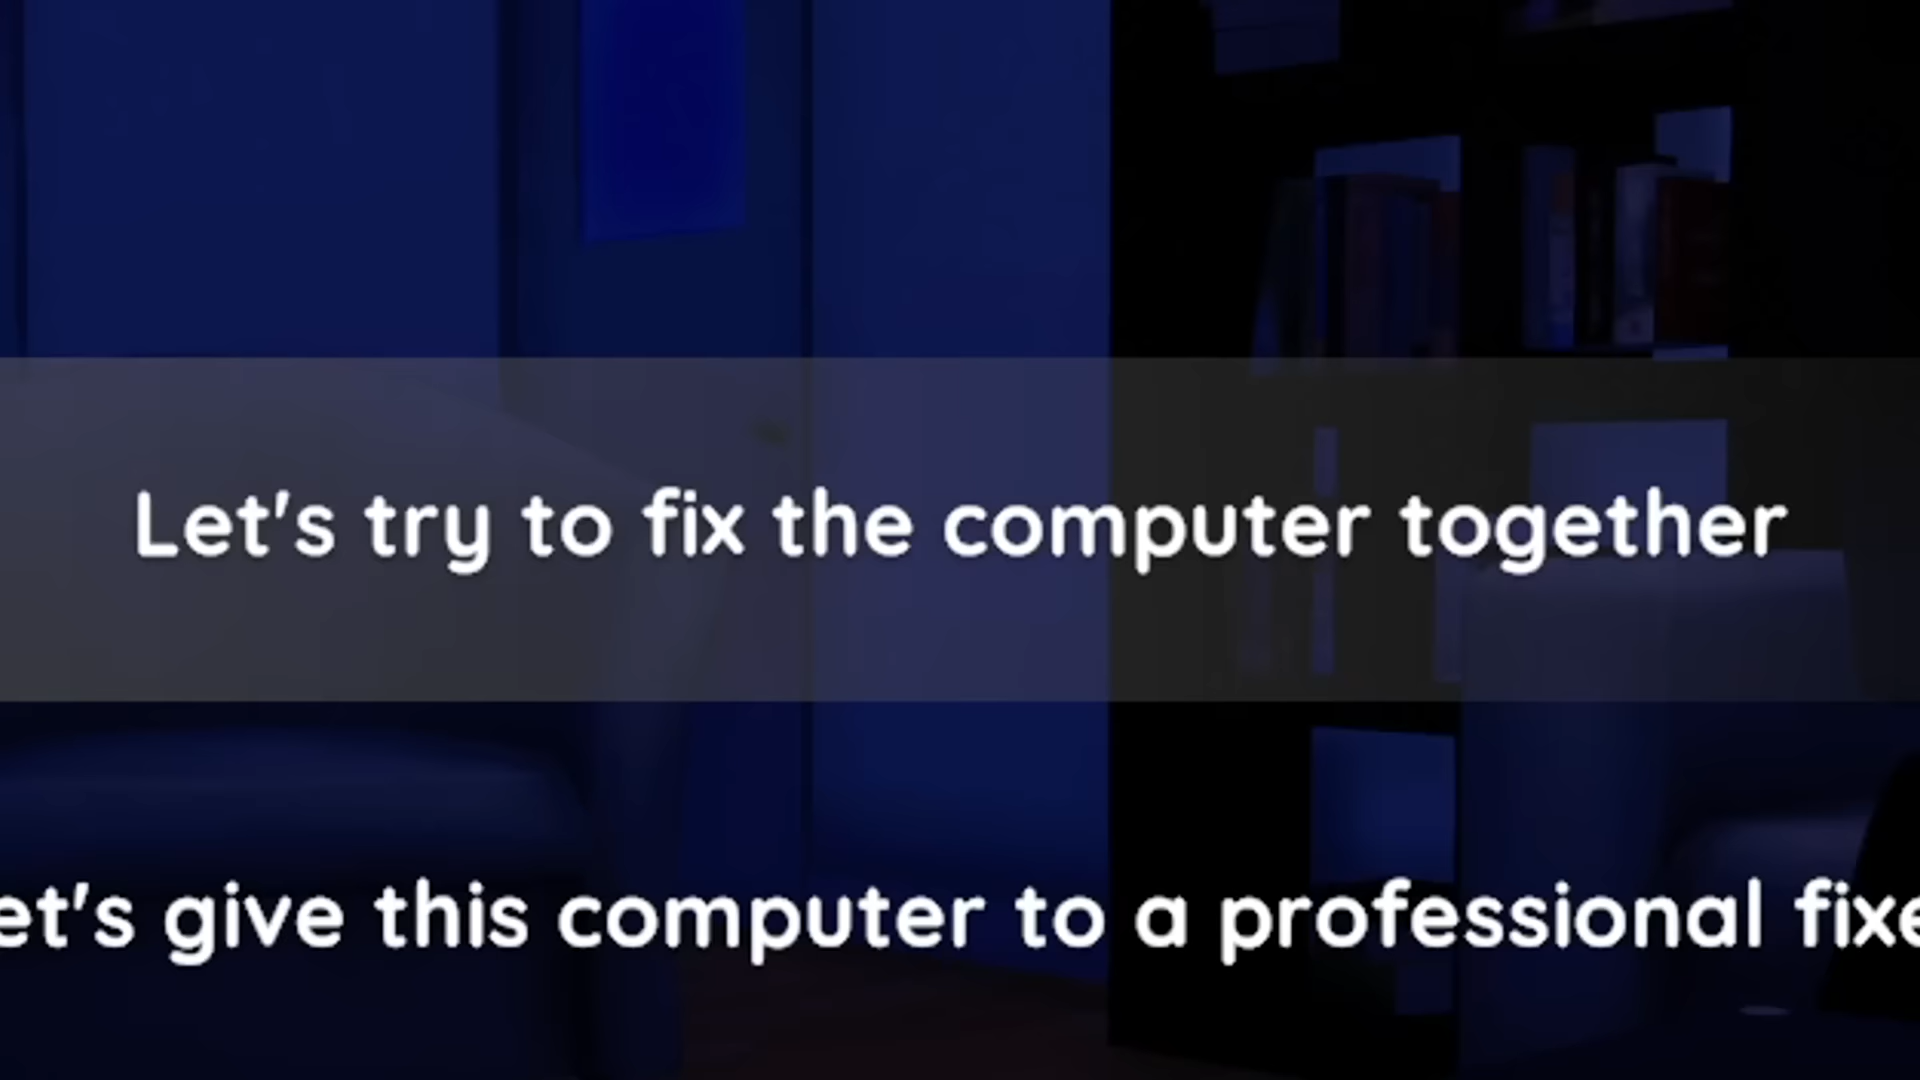 Let's try to fix the computer together
et's give this computer to a professional fixe